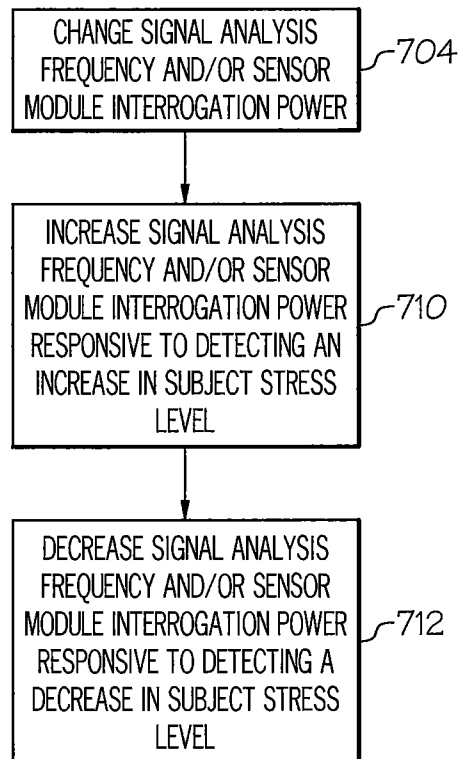 CHANGE SIGNAL ANALYSIS
FREQUENCY AND/OR SENSOR
MODULE INTERROGATION POWER
704
INCREASE SIGNAL ANALYSIS
FREQUENCY AND/OR SENSOR
MODULE INTERROGATION POWER
RESPONSIVE TO DETECTING AN
INCREASE IN SUBJECT STRESS
LEVEL
710
DECREASE SIGNAL ANALYSIS
FREQUENCY AND/OR SENSOR
MODULE INTERROGATION POWER
RESPONSIVE TO DETECTING A
DECREASE IN SUBJECT STRESS
LEVEL
712